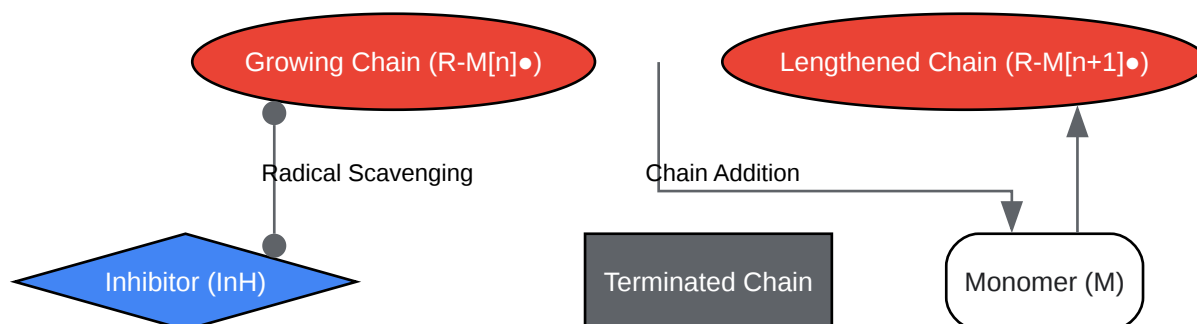 Growing Chain (R-M[n]●)
Lengthened Chain (R-M[n+1]●)
Radical Scavenging
Chain Addition
Inhibitor (InH)
Terminated Chain
Monomer (M)